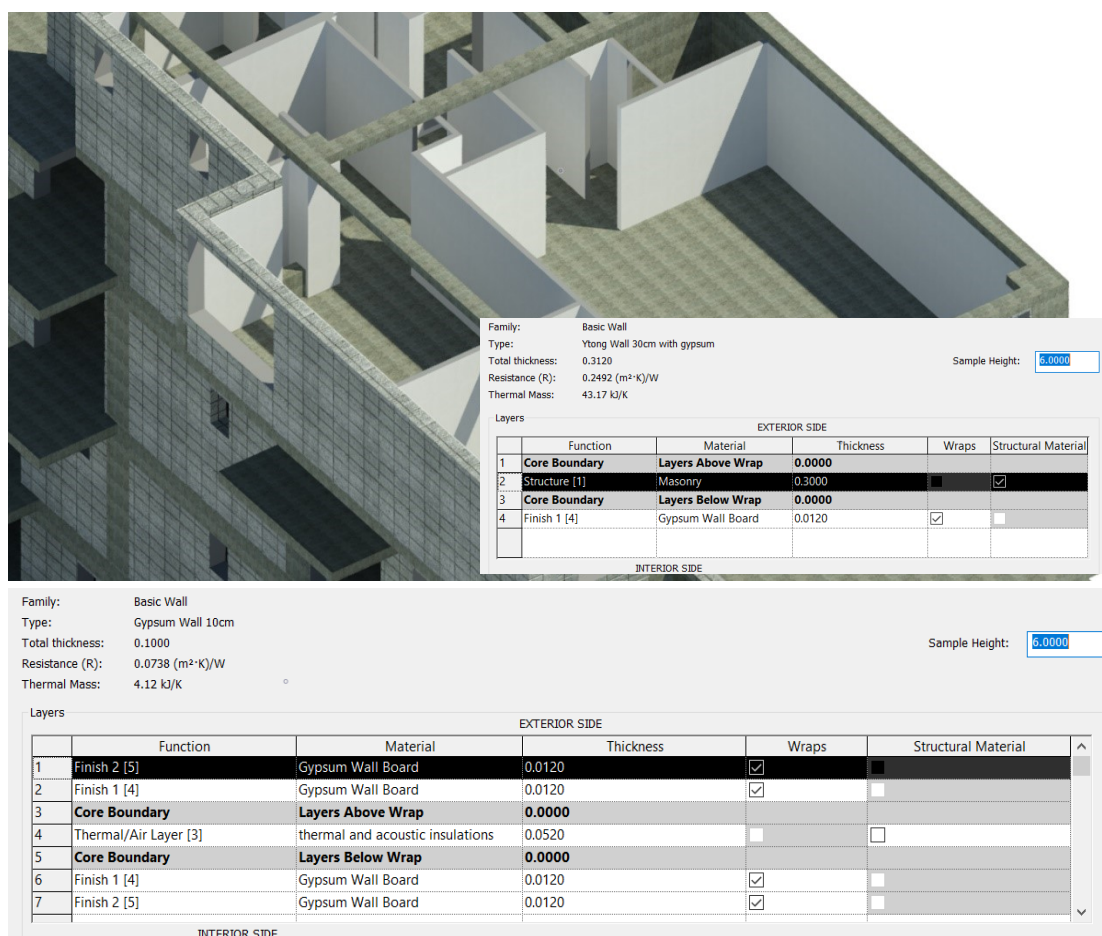 Family: Basic Wall
Type: Ytong Wall 30cm with gypsum
Total thickness: 0.3120 Sample Height: 6.0000
Resistance (R): 0.2492 (m²·K)/W
Thermal Mass: 43.17 kJ/K
Layers
EXTERIOR SIDE
Function Material Thickness Wraps Structural Material
1 Core Boundary Layers Above Wrap 0.0000
2 Structure [1] Masonry 0.3000
3 Core Boundary Layers Below Wrap 0.0000
4 Finish 1 [4] Gypsum Wall Board 0.0120
INTERIOR SIDE
Family: Basic Wall
Type: Gypsum Wall 10cm
Total thickness: 0.1000 Sample Height: 6.0000
Resistance (R): 0.0738 (m²·K)/W
Thermal Mass: 4.12 kJ/K
Layers
EXTERIOR SIDE
Function Material Thickness Wraps Structural Material
1 Finish 2 [5] Gypsum Wall Board 0.0120
2 Finish 1 [4] Gypsum Wall Board 0.0120
3 Core Boundary Layers Above Wrap 0.0000
4 Thermal/Air Layer [3] thermal and acoustic insulations 0.0520
5 Core Boundary Layers Below Wrap 0.0000
6 Finish 1 [4] Gypsum Wall Board 0.0120
7 Finish 2 [5] Gypsum Wall Board 0.0120
INTERIOR SIDE